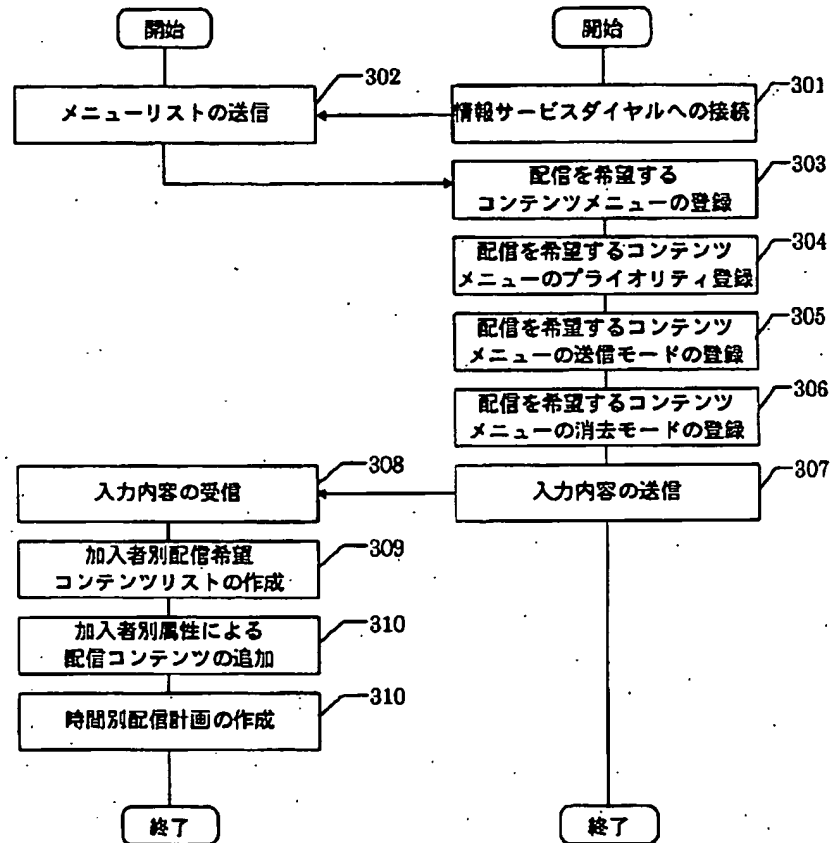 開始
開始
302
301
メニューリストの送信
情報サービスダイヤルへの接続
303
配信を希望する
コンテンツメニューの登録
304
配信を希望するコンテンツ
メニューのプライオリティ登録
305
配信を希望するコンテンツ
メニューの送信モードの登録
306
配信を希望するコンテンツ
メニューの消去モードの登録
308
307
入力内容の受信
入力内容の送信
309
加入者別配信希望
コンテンツリストの作成
310
加入者別属性による
配信コンテンツの追加
310
時間別配信計画の作成
終了
終了